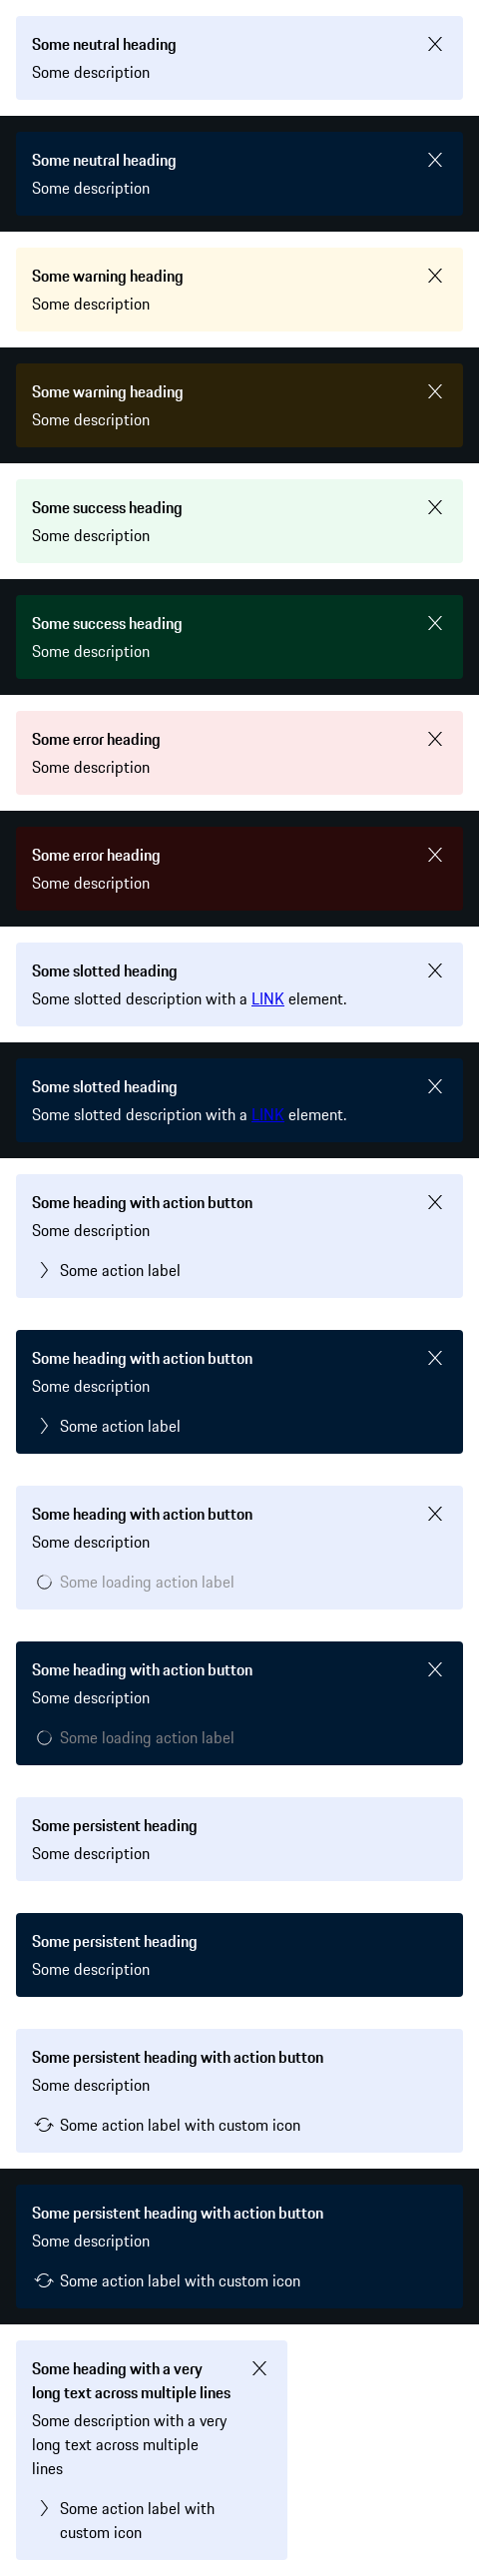 Some neutral heading
Some description
Some neutral heading
Some description
Some warning heading
Some description
Some warning heading
Some description
Some success heading
Some description
Some success heading
Some description
Some error heading
Some description
Some error heading
Some description
Some slotted heading
Some slotted description with a LINK element.
Some slotted heading
Some slotted description with a LINK element.
Some heading with action button
Some description
Some action label
Some heading with action button
Some description
Some action label
Some heading with action button
Some description
Some loading action label
Some heading with action button
Some description
Some loading action label
Some persistent heading
Some description
Some persistent heading
Some description
Some persistent heading with action button
Some description
Some action label with custom icon
Some persistent heading with action button
Some description
Some action label with custom icon
Some heading with a very
long text across multiple lines
Some description with a very
long text across multiple
lines
Some action label with
custom icon